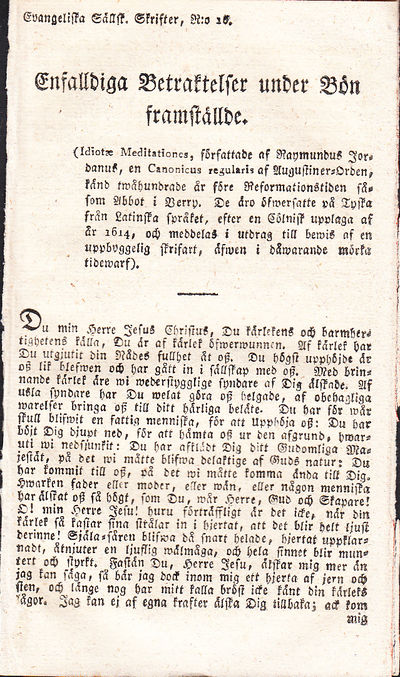 Evangeliska Sällsk. Skrifter, N:o 16.
Enfalldiga Betraktelser under Bön
framställde.
(Idiotæ Meditationes, författade af Raymundus Jor-
danus, en Canonicus regularis af Augustiner-Orden,
känd twåhundrade år före Reformationstiden så-
som Abbot i Berry. De äro öfwersatte på Tyska
från Latinska språket, efter en Cölnisk upplaga af
år 1614, och meddelas i utdrag till bewis af en
uppbyggelig skrifart, äfwen i dåwarande mörka
tidewarf).
Du min Herre Jesus Christus, Du kärlekens och barmher-
tighetens källa, Du är af kärlek öfwerwunnen. Af kärlek har
Du utgjutit din Nådes fullhet åt oß. Du högst upphöjde är
oß lik blefwen och har gått in i sällskap med oß. Med brin-
nande kärlek äre wi wederstygglige syndare af Dig älskade. Af
usla syndare har Du welat göra oß helgade, af obehagliga
warelser bringa oß till ditt härliga beläte. Du har för wår
skull bliswit en fattig menniska, för att Upphöja oß: Du har
böjt Dig djupt ned, för att hämta oß ur den afgrund, hwar-
uti wi nedsjunkit: Du har afklädt Dig ditt Gudomliga Ma-
jestät, på det wi måtte blifwa delaktige af Guds natur: Du
har kommit till oß, på det wi måtte komma ända till Dig.
Hwarken fader eller moder, eller wän, eller någon menniska
har älskat oß så högt, som Du, wår Herre, Gud och Skapare!
O! min Herre Jesu! huru förträffligt är det icke, när din
kärlek så kastar sina strålar in i hjertat, att det blir helt ljust
derinne! Själa-såren blifwa då snart helade, hjertat uppklar-
nadt, åtnjuter en ljuflig wälmåga, och hela sinnet blir mun-
tert och styrkt. Fastän Du, Herre Jesu, älskar mig mer än
jag kan säga, så bär jag dock inom mig ett hjerta af jern och
sten, och länge nog har mitt kalla bröst icke känt din kärleks
lågor. Jag kan ej af egna krafter älska Dig tillbaka; ack kom
mig